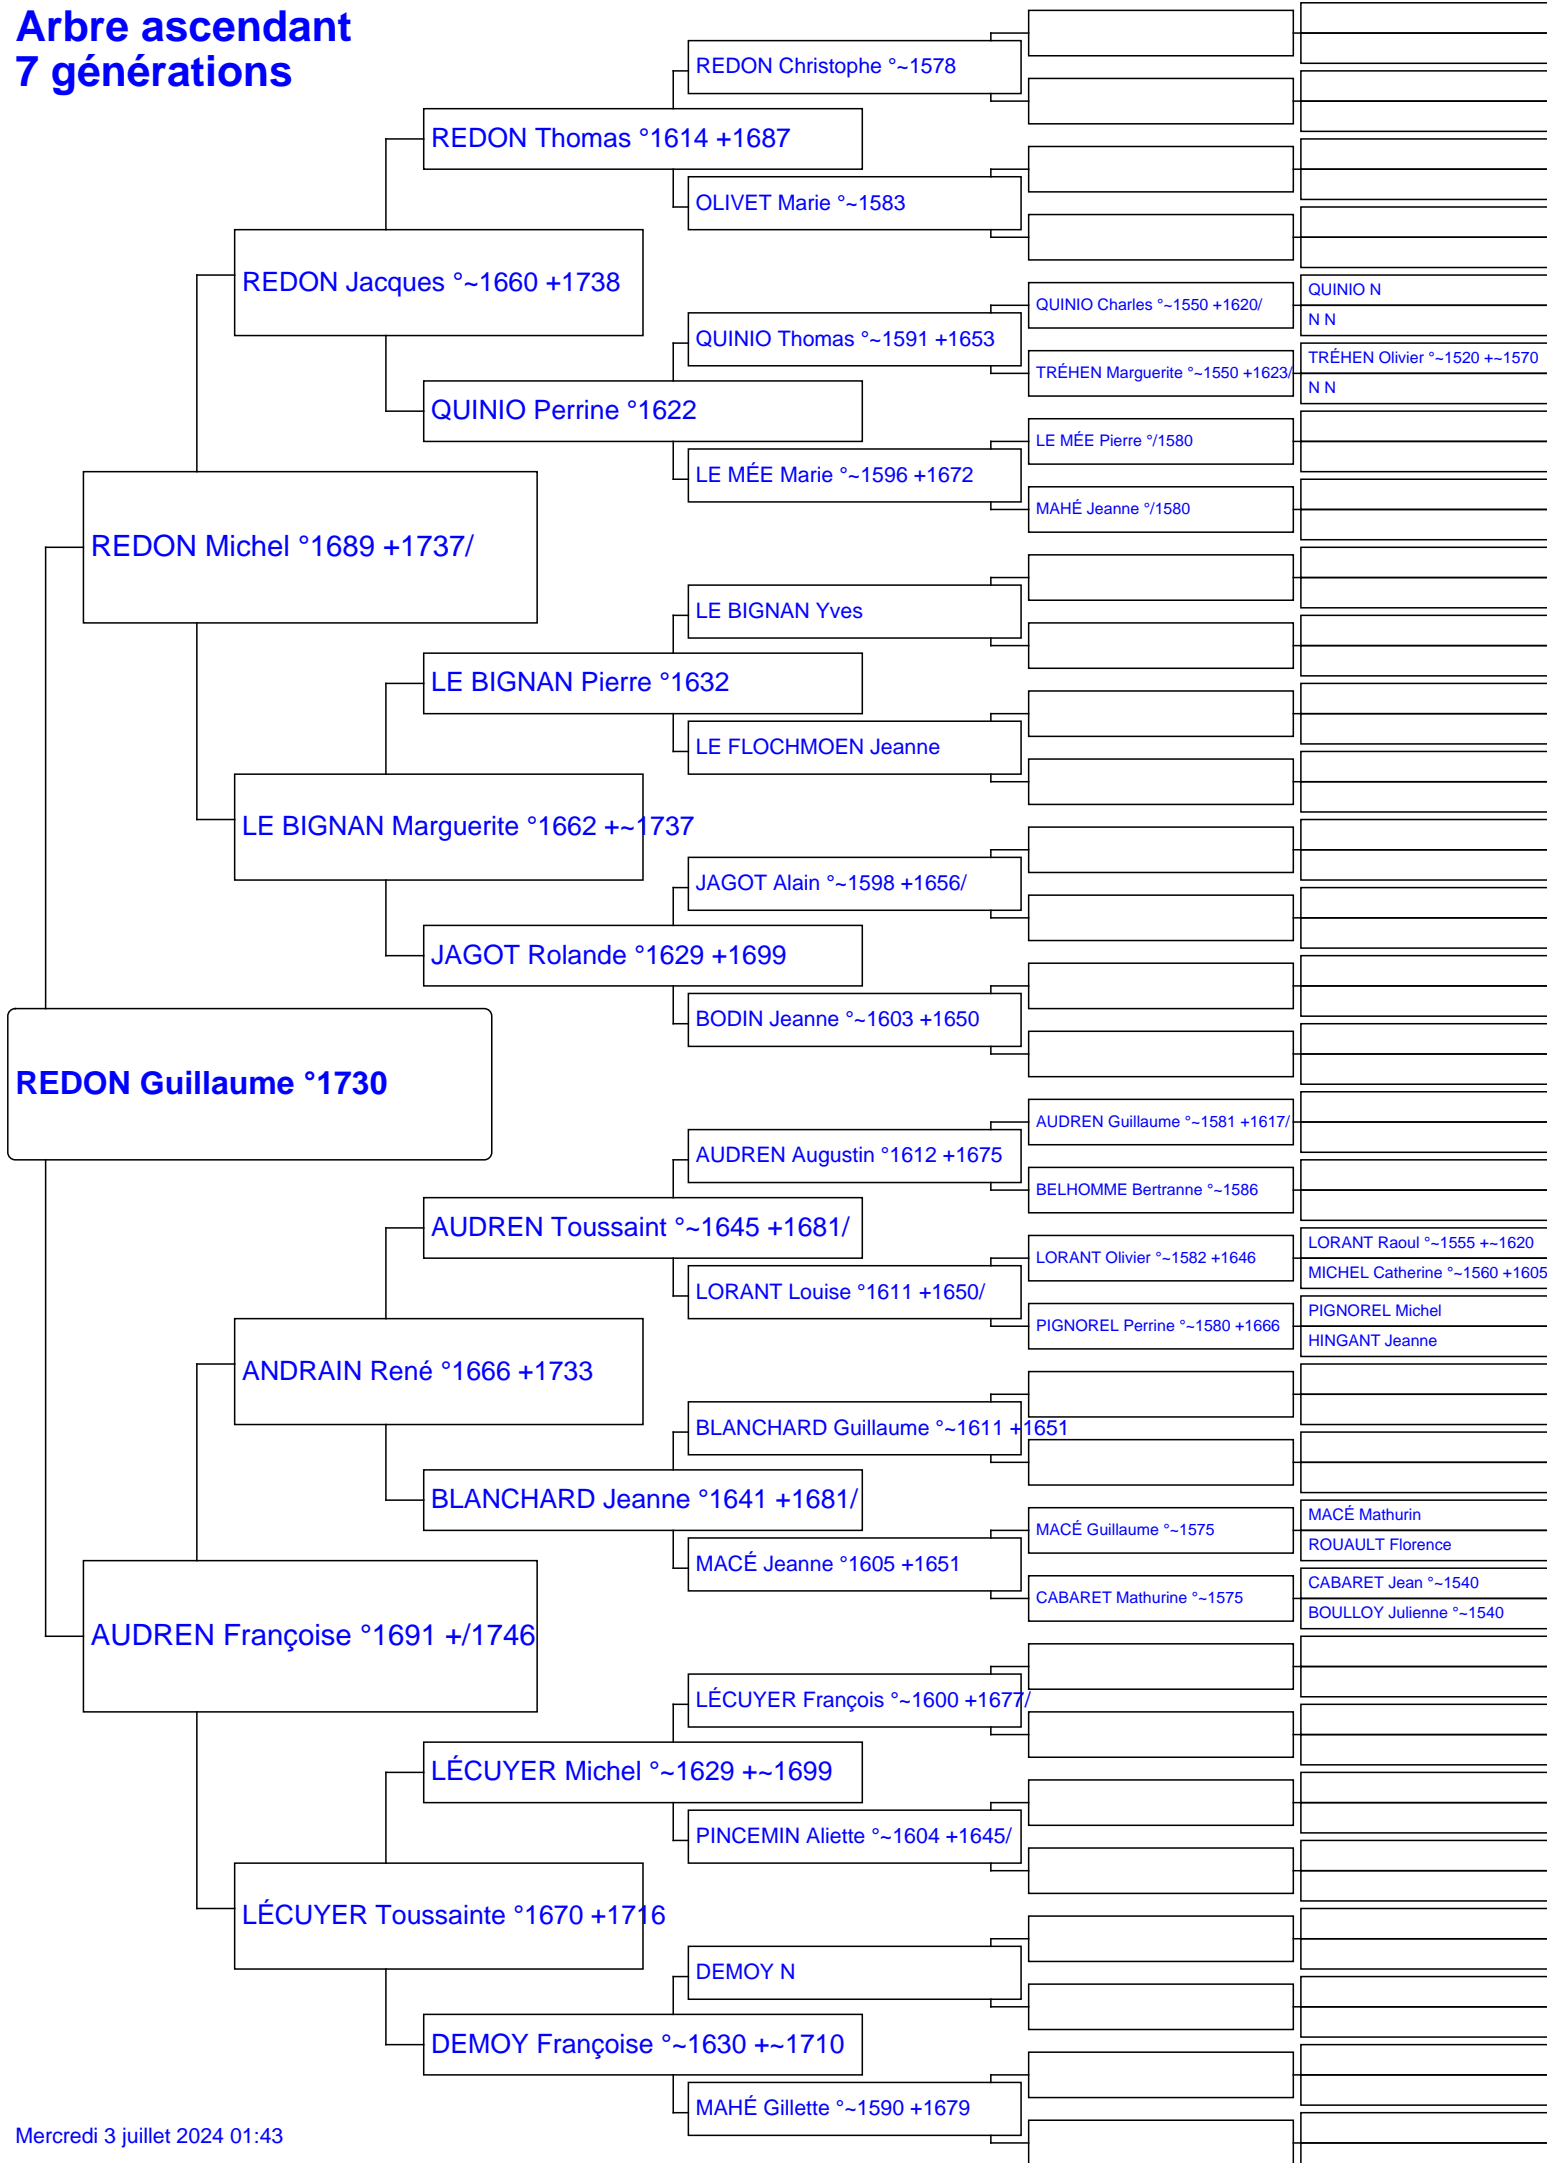 Arbre ascendant
7 générations
REDON Christophe °~1578
REDON Thomas °1614 +1687
OLIVET Marie °~1583
REDON Jacques °~1660 +1738
QUINIO N
QUINIO Charles °~1550 +1620/
N N
QUINIO Thomas °~1591 +1653
TRÉHEN Olivier °~1520 +~1570
TRÉHEN Marguerite °~1550 +1623/
N N
QUINIO Perrine °1622
LE MÉE Pierre °/1580
LE MÉE Marie °~1596 +1672
MAHÉ Jeanne °/1580
REDON Michel °1689 +1737/
LE BIGNAN Yves
LE BIGNAN Pierre °1632
LE FLOCHMOEN Jeanne
LE BIGNAN Marguerite °1662 +~1737
JAGOT Alain °~1598 +1656/
JAGOT Rolande °1629 +1699
BODIN Jeanne °~1603 +1650
REDON Guillaume °1730
AUDREN Guillaume °~1581 +1617/
AUDREN Augustin °1612 +1675
BELHOMME Bertranne °~1586
AUDREN Toussaint °~1645 +1681/
LORANT Raoul °~1555 +~1620
LORANT Olivier °~1582 +1646
MICHEL Catherine °~1560 +1605
LORANT Louise °1611 +1650/
PIGNOREL Michel
PIGNOREL Perrine °~1580 +1666
HINGANT Jeanne
ANDRAIN René °1666 +1733
BLANCHARD Guillaume °~1611 +1651
BLANCHARD Jeanne °1641 +1681/
MACÉ Mathurin
MACÉ Guillaume °~1575
ROUAULT Florence
MACÉ Jeanne °1605 +1651
CABARET Jean °~1540
CABARET Mathurine °~1575
BOULLOY Julienne °~1540
AUDREN Françoise °1691 +/1746
LÉCUYER François °~1600 +1677/
LÉCUYER Michel °~1629 +~1699
PINCEMIN Aliette °~1604 +1645/
LÉCUYER Toussainte °1670 +1716
DEMOY N
DEMOY Françoise °~1630 +~1710
MAHÉ Gillette °~1590 +1679
Mercredi 3 juillet 2024 01:43